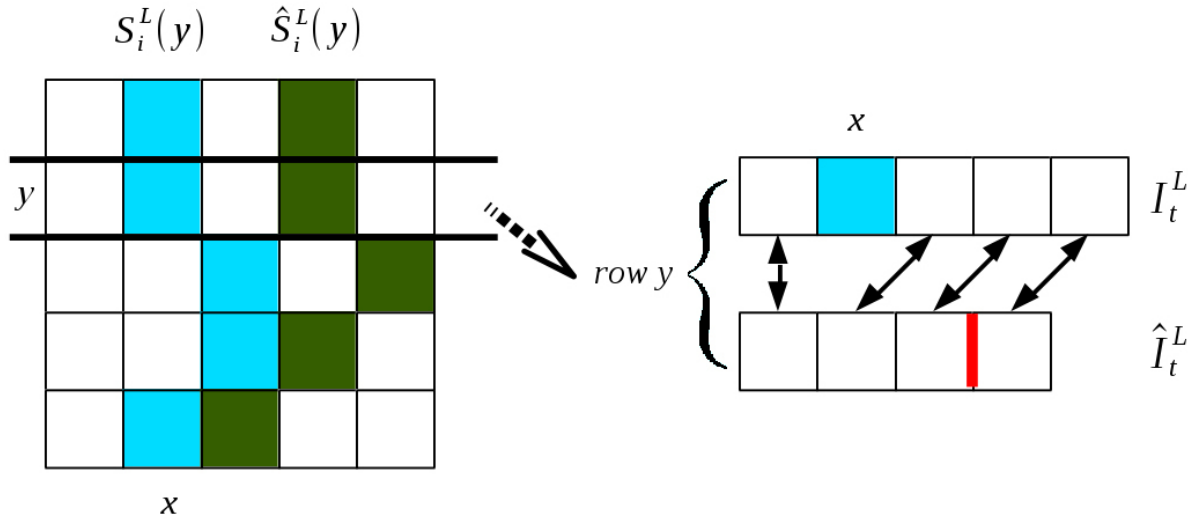 S_i^L(y) Ŝ_i^L(y)
x
y
I_t^L
row y
Î_t^L
x